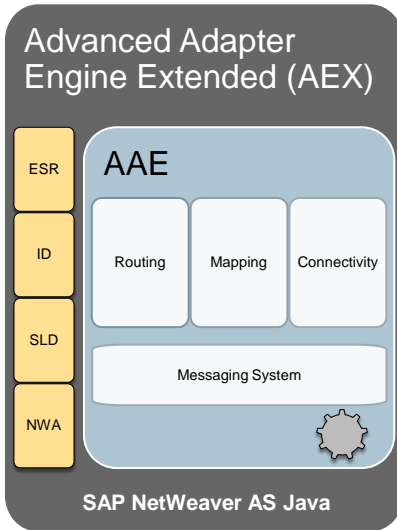 Advanced Adapter
Engine Extended (AEX)
ESR
ID
SLD
NWA
AAE
Routing
Mapping
Connectivity
Messaging System
SAP NetWeaver AS Java